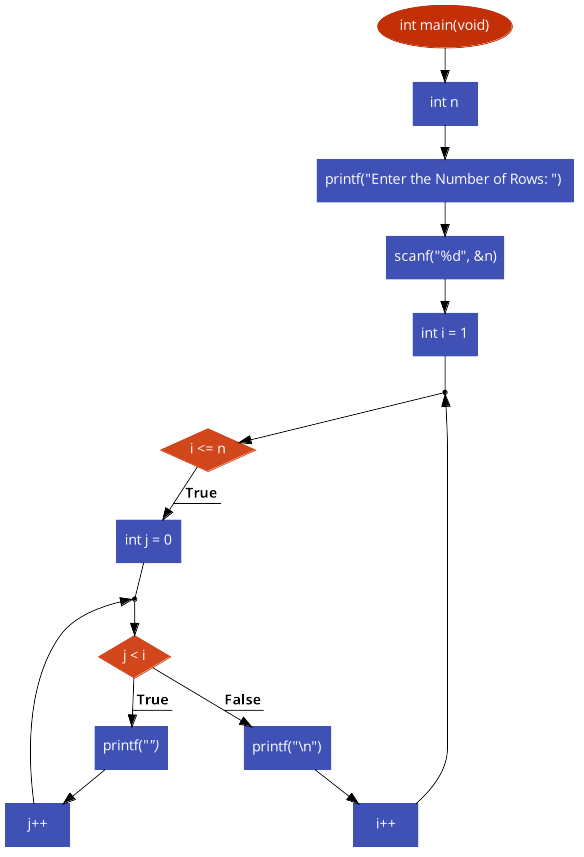 int main(void)
int n
printf("Enter the Number of Rows: ")
scanf("%d", &n)
int i = 1
i <= n
True
int j = 0
j < i
True
False
printf("")
printf("\n")
j++
i++